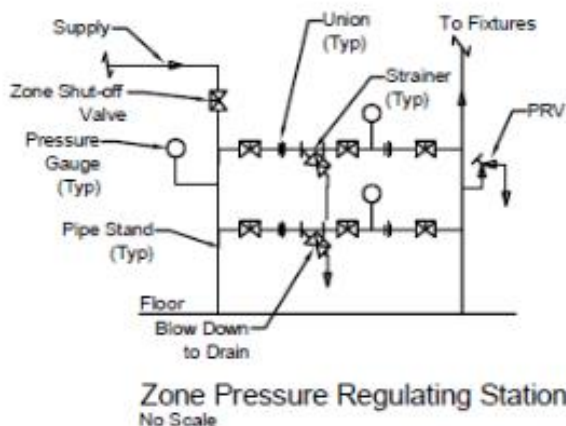 Supply
Zone Shut-off
Valve
Pressure
Gauge
(Typ)
Pipe Stand
(Typ)
Floor
Blow Down
to Drain
Union
(Typ)
Strainer
(Typ)
To Fixtures
PRV
Zone Pressure Regulating Station
No Scale